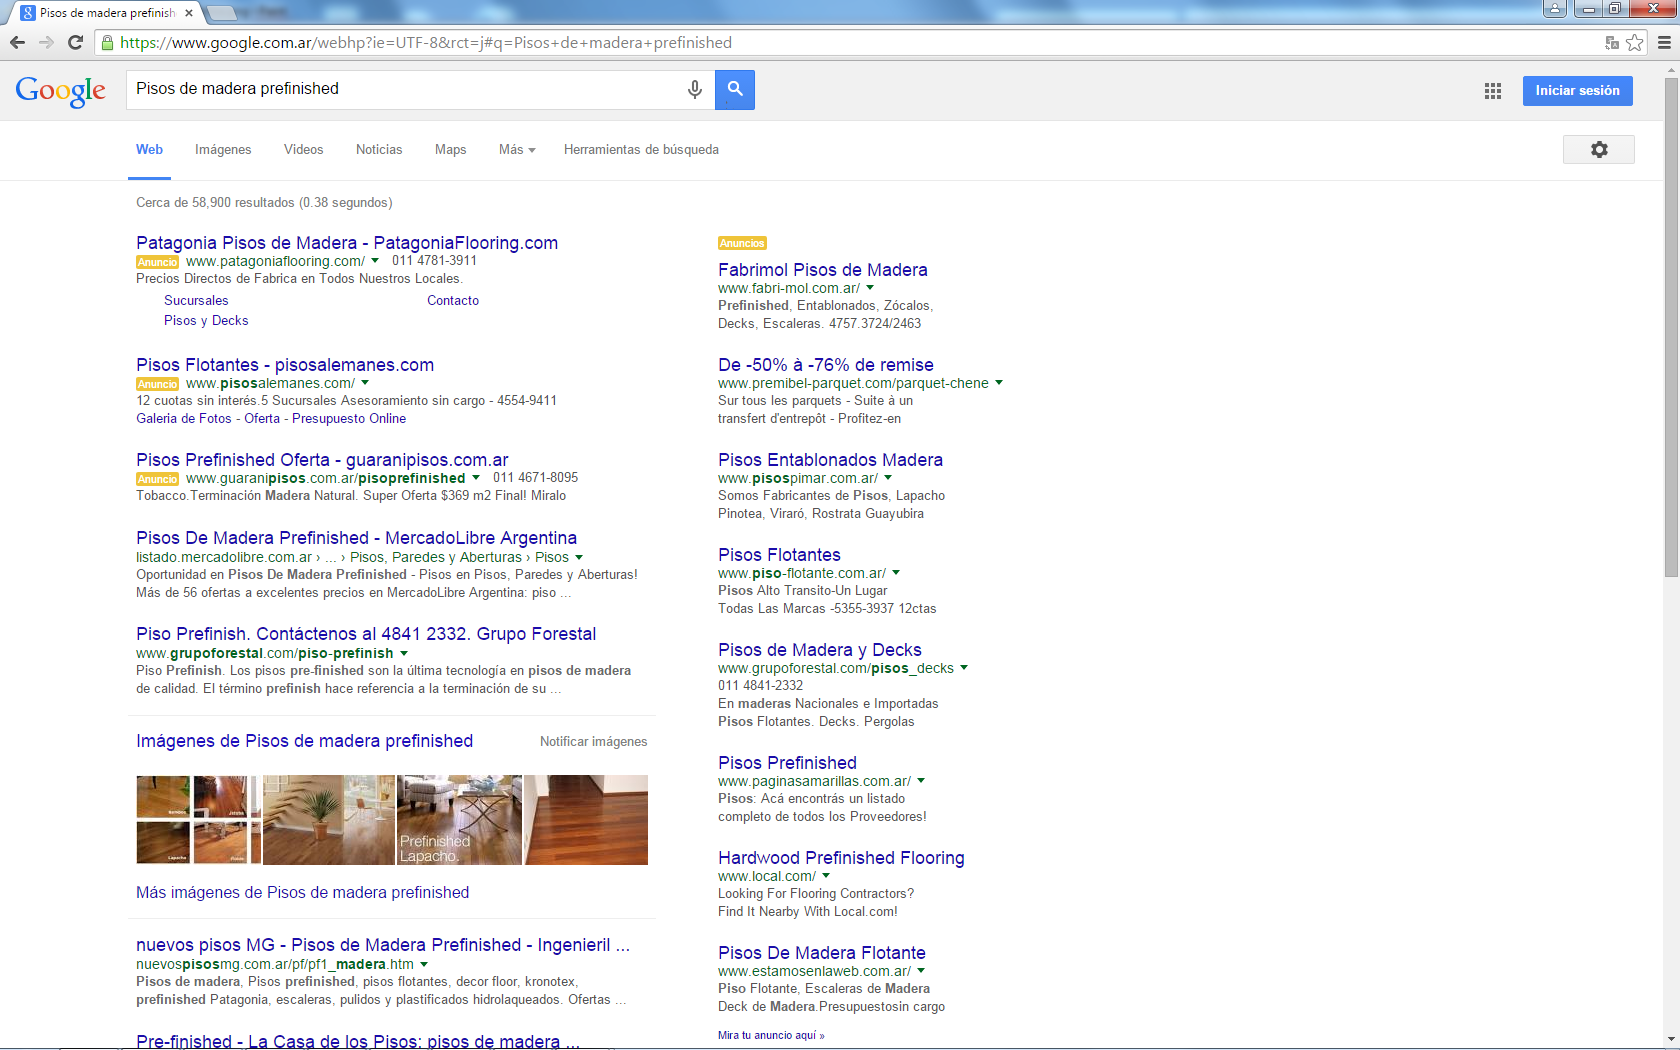 Pisos de madera prefinish
https://www.google.com.ar/webhp?ie=UTF-8&rct=j#q=Pisos+de+madera+prefinished
Google
Pisos de madera prefinished
Iniciar sesión
Web
Imágenes
Videos
Noticias
Maps
Más
Herramientas de búsqueda
Cerca de 58,900 resultados (0.38 segundos)
Patagonia Pisos de Madera - PatagoniaFlooring.com
Anuncio www.patagoniaflooring.com/ 011 4781-3911
Precios Directos de Fabrica en Todos Nuestros Locales.
Sucursales Contacto
Pisos y Decks
Pisos Flotantes - pisosalemanes.com
Anuncio www.pisosalemanes.com/
12 cuotas sin interés.5 Sucursales Asesoramiento sin cargo - 4554-9411
Galeria de Fotos - Oferta - Presupuesto Online
Pisos Prefinished Oferta - guaranipisos.com.ar
Anuncio www.guaranipisos.com.ar/pisoprefinished 011 4671-8095
Tobacco.Terminación Madera Natural. Super Oferta $369 m2 Final! Miralo
Pisos De Madera Prefinished - MercadoLibre Argentina
listado.mercadolibre.com.ar › ... › Pisos, Paredes y Aberturas › Pisos
Oportunidad en Pisos De Madera Prefinished - Pisos en Pisos, Paredes y Aberturas!
Más de 56 ofertas a excelentes precios en MercadoLibre Argentina: piso ...
Piso Prefinish. Contáctenos al 4841 2332. Grupo Forestal
www.grupoforestal.com/piso-prefinish
Piso Prefinish. Los pisos pre-finished son la última tecnología en pisos de madera
de calidad. El término prefinish hace referencia a la terminación de su ...
Imágenes de Pisos de madera prefinished
Notificar imágenes
Lapacho
Prefinished
Lapacho.
Más imágenes de Pisos de madera prefinished
nuevos pisos MG - Pisos de Madera Prefinished - Ingenieril ...
nuevospisosmg.com.ar/pf/pf1_madera.htm
Pisos de madera, Pisos prefinished, pisos flotantes, decor floor, kronotex,
prefinished Patagonia, escaleras, pulidos y plastificados hidrolaqueados. Ofertas ...
Pre-finished - La Casa de los Pisos: pisos de madera ...
Anuncios
Fabrimol Pisos de Madera
www.fabri-mol.com.ar/
Prefinished, Entablonados, Zócalos,
Decks, Escaleras. 4757.3724/2463
De -50% à -76% de remise
www.premibel-parquet.com/parquet-chene
Sur tous les parquets - Suite à un
transfert d'entrepôt - Profitez-en
Pisos Entablonados Madera
www.pisospimar.com.ar/
Somos Fabricantes de Pisos, Lapacho
Pinotea, Viraró, Rostrata Guayubira
Pisos Flotantes
www.piso-flotante.com.ar/
Pisos Alto Transito-Un Lugar
Todas Las Marcas -5355-3937 12ctas
Pisos de Madera y Decks
www.grupoforestal.com/pisos_decks
011 4841-2332
En maderas Nacionales e Importadas
Pisos Flotantes. Decks. Pergolas
Pisos Prefinished
www.paginasamarillas.com.ar/
Pisos: Acá encontrás un listado
completo de todos los Proveedores!
Hardwood Prefinished Flooring
www.local.com/
Looking For Flooring Contractors?
Find It Nearby With Local.com!
Pisos De Madera Flotante
www.estamosenlaweb.com.ar/
Piso Flotante, Escaleras de Madera
Deck de Madera.Presupuestosin cargo
Mira tu anuncio aquí »